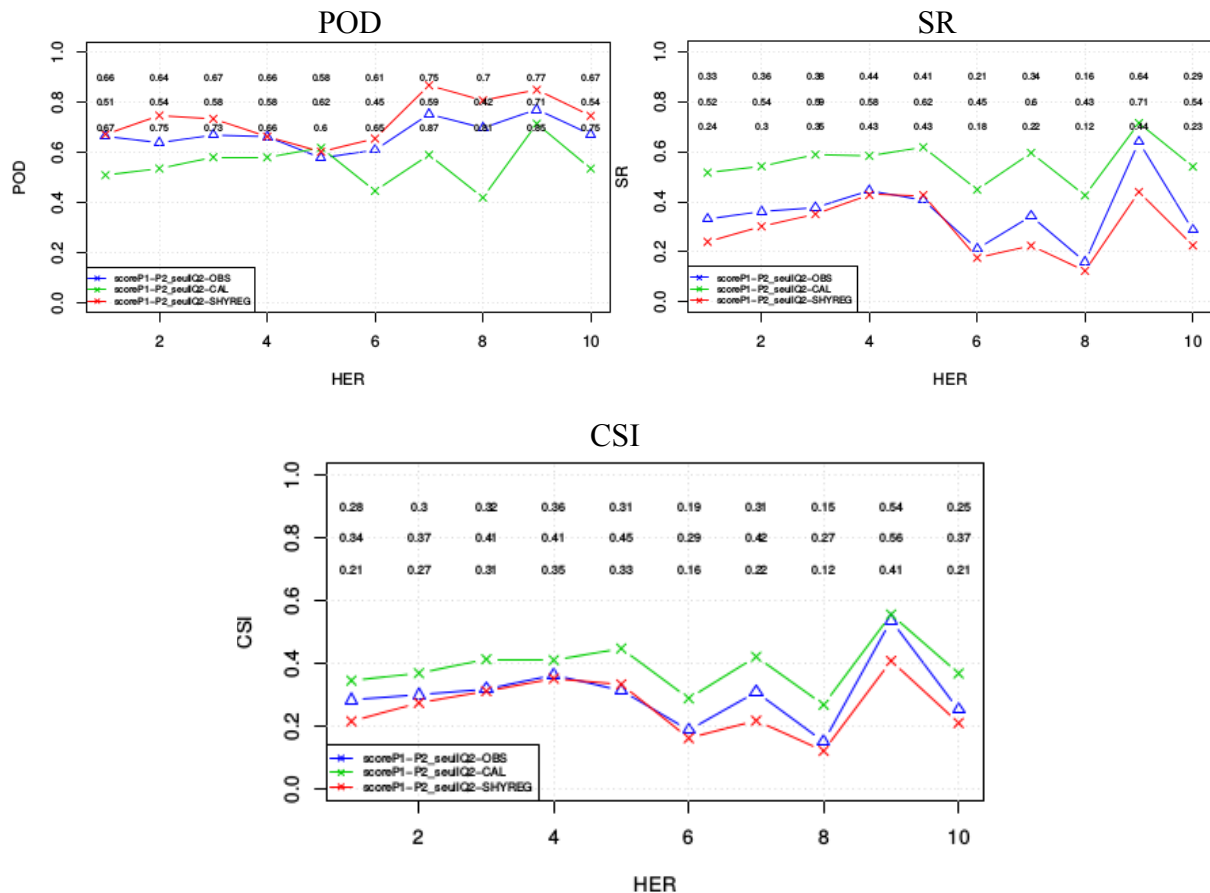 POD
1.0
0.8
0.6
0.4
0.2
0.0
POD
0.66 0.64 0.67 0.66 0.58 0.61 0.75 0.7 0.77 0.67
0.51 0.54 0.58 0.58 0.62 0.45 0.59 0.42 0.71 0.54
0.67 0.75 0.73 0.66 0.6 0.65 0.87 0.81 0.85 0.75
scoreP1-P2_seuilQ2-OBS
scoreP1-P2_seuilQ2-CAL
scoreP1-P2_seuilQ2-SHYREG
2 4 6 8 10
HER
SR
1.0
0.8
0.6
0.4
0.2
0.0
SR
0.33 0.36 0.38 0.44 0.41 0.21 0.34 0.16 0.64 0.29
0.52 0.54 0.59 0.58 0.62 0.45 0.6 0.43 0.71 0.54
0.24 0.3 0.35 0.43 0.43 0.18 0.22 0.12 0.44 0.23
scoreP1-P2_seuilQ2-OBS
scoreP1-P2_seuilQ2-CAL
scoreP1-P2_seuilQ2-SHYREG
2 4 6 8 10
HER
CSI
1.0
0.8
0.6
0.4
0.2
0.0
CSI
0.28 0.3 0.32 0.36 0.31 0.19 0.31 0.15 0.54 0.25
0.34 0.37 0.41 0.41 0.45 0.29 0.42 0.27 0.56 0.37
0.21 0.27 0.31 0.35 0.33 0.16 0.22 0.12 0.41 0.21
scoreP1-P2_seuilQ2-OBS
scoreP1-P2_seuilQ2-CAL
scoreP1-P2_seuilQ2-SHYREG
2 4 6 8 10
HER